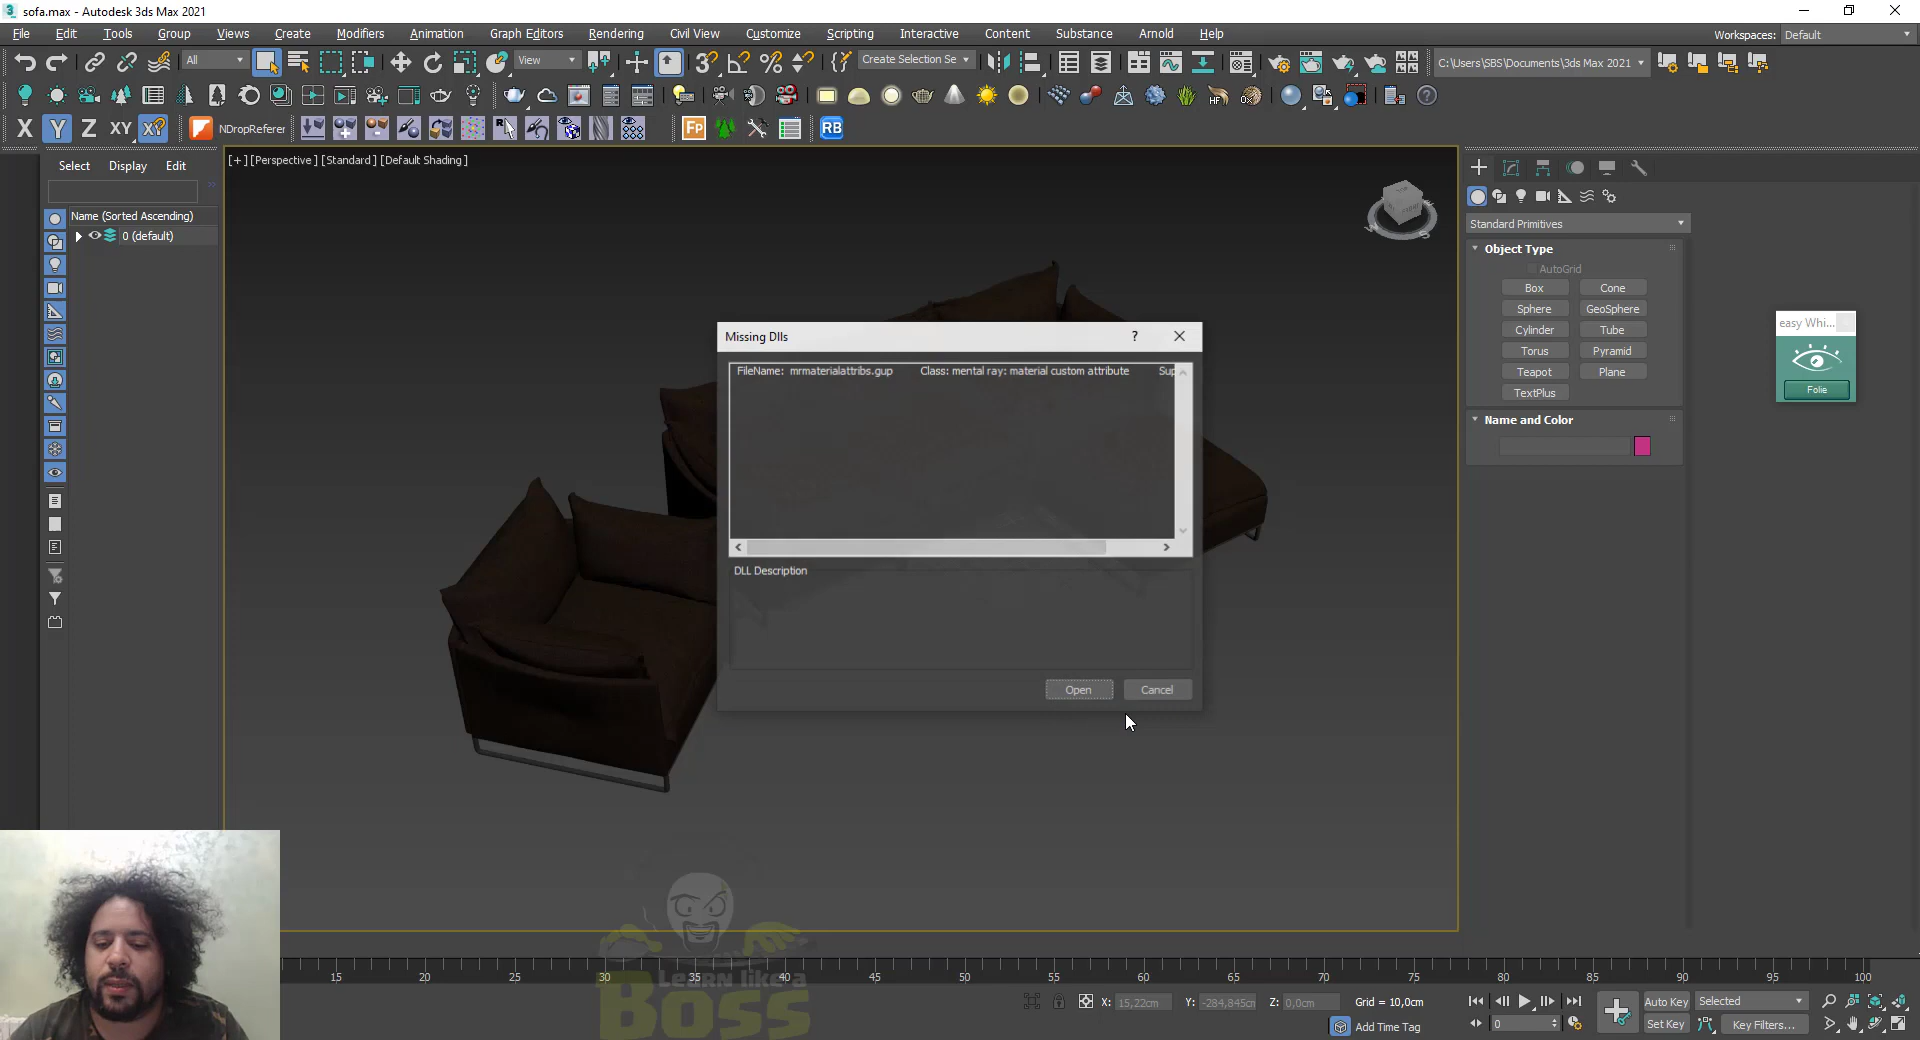 sofa.max - Autodesk 3ds Max 2021
File Edit Tools Group Views Create Modifiers Animation Graph Editors Rendering Civil View Customize Scripting Interactive Content Substance Arnold Help Workspaces: Default
All View Create Selection Se C:\Users\SBS\Documents\3ds Max 2021
X Y Z XY NDropReferer Fp RB
Select Display Edit
[+] [Perspective] [Standard] [Default Shading]
Name (Sorted Ascending)
0 (default)
Standard Primitives
Object Type
AutoGrid
Box Cone
Sphere GeoSphere
Cylinder Tube
Torus Pyramid
Teapot Plane
TextPlus
Name and Color
easy Whi...
Folie
Missing Dlls ?
FileName: mrmaterialattribs.gup Class: mental ray: material custom attribute Sup
DLL Description
Open Cancel
Learn like a
BOSS
15 20 25 30 35 40 45 50 55 60 65 70 75 80 85 90 95 100
X: 15,22cm Y: -284,845cm Z: 0,0cm Grid = 10,0cm Auto Key Selected
Add Time Tag 0 Set Key Key Filters...